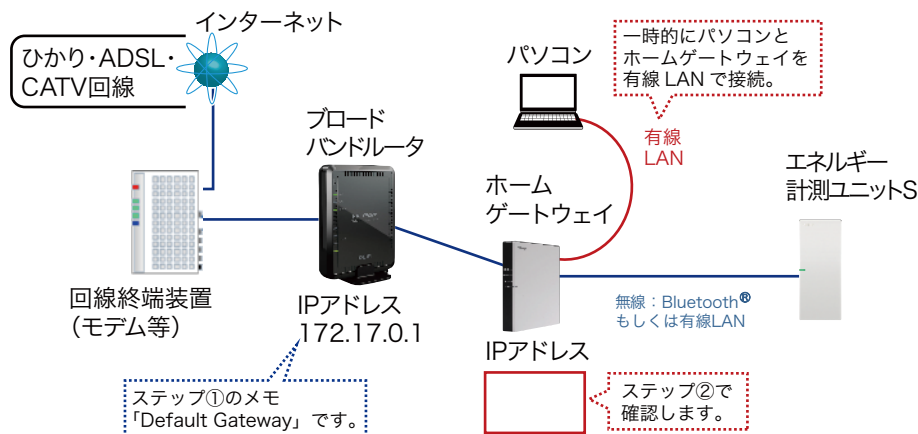 インターネット
ひかり・ADSL・
CATV回線
パソコン
一時的にパソコンと
ホームゲートウェイを
有線 LAN で接続。
有線
LAN
ブロード
バンドルータ
ホーム
ゲートウェイ
エネルギー
計測ユニットS
回線終端装置
（モデム等）
IPアドレス
172.17.0.1
無線：Bluetooth®
もしくは有線LAN
IPアドレス
ステップ①のメモ
「Default Gateway」です。
ステップ②で
確認します。